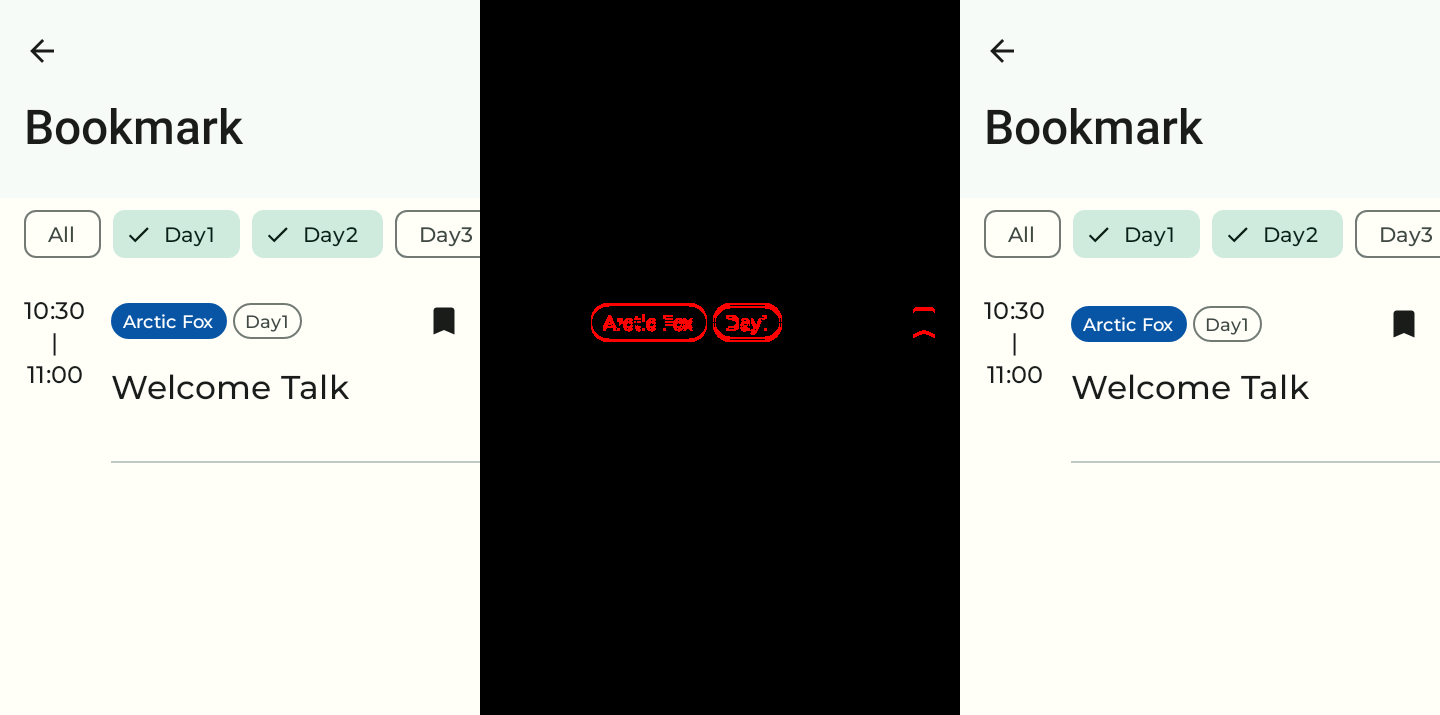 Bookmark
All Day1 Day2 Day3
10:30
|
11:00
Arctic Fox Day1
Welcome Talk
Arctic Fox Day1
Bookmark
All Day1 Day2 Day3
10:30
|
11:00
Arctic Fox Day1
Welcome Talk